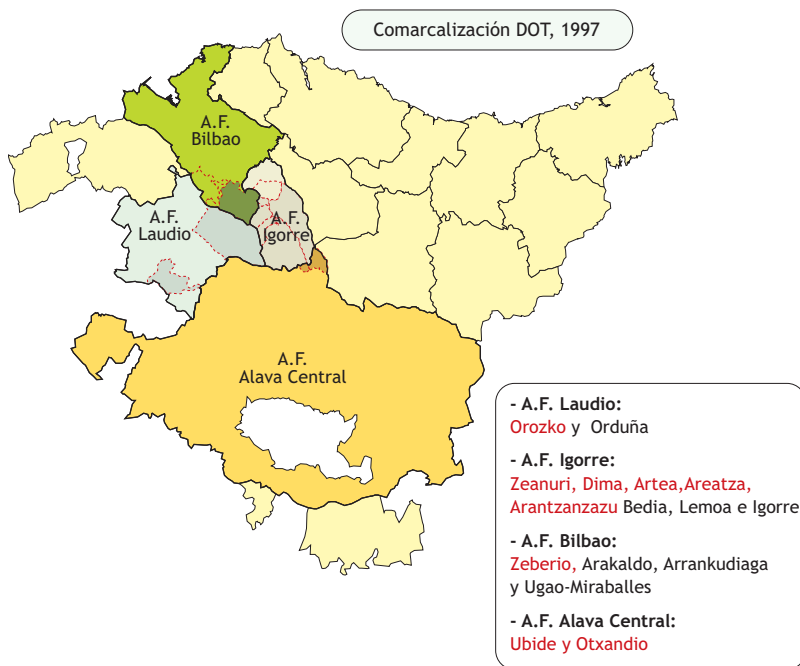 Comarcalización DOT, 1997
A.F.
Bilbao
A.F.
Laudio
A.F.
Igorre
A.F.
Alava Central
- A.F. Laudio:
Orozko y Orduña
- A.F. Igorre:
Zeanuri, Dima, Artea,Areatza,
Arantzanzazu Bedia, Lemoa e Igorre
- A.F. Bilbao:
Zeberio, Arakaldo, Arrankudiaga
y Ugao-Miraballes
- A.F. Alava Central:
Ubide y Otxandio